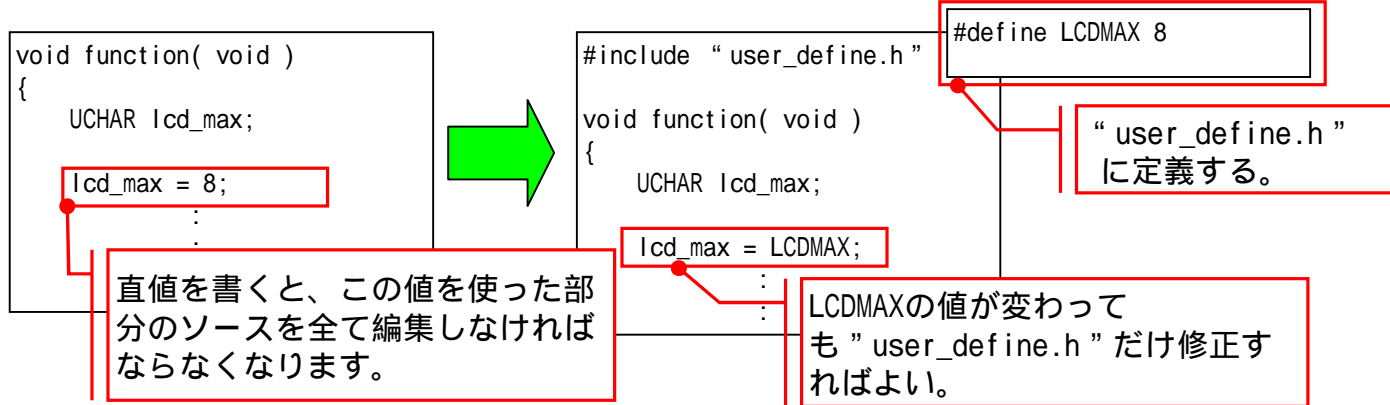 void function( void )
{
UCHAR lcd_max;
lcd_max = 8;
:
.
直値を書くと、この値を使った部
分のソースを全て編集しなければ
ならなくなります。
#include “user_define.h”
void function( void )
{
UCHAR lcd_max;
lcd_max = LCDMAX;
:
:
LCDMAXの値が変わって
も”user_define.h”だけ修正す
ればよい。
#define LCDMAX 8
“user_define.h”
に定義する。